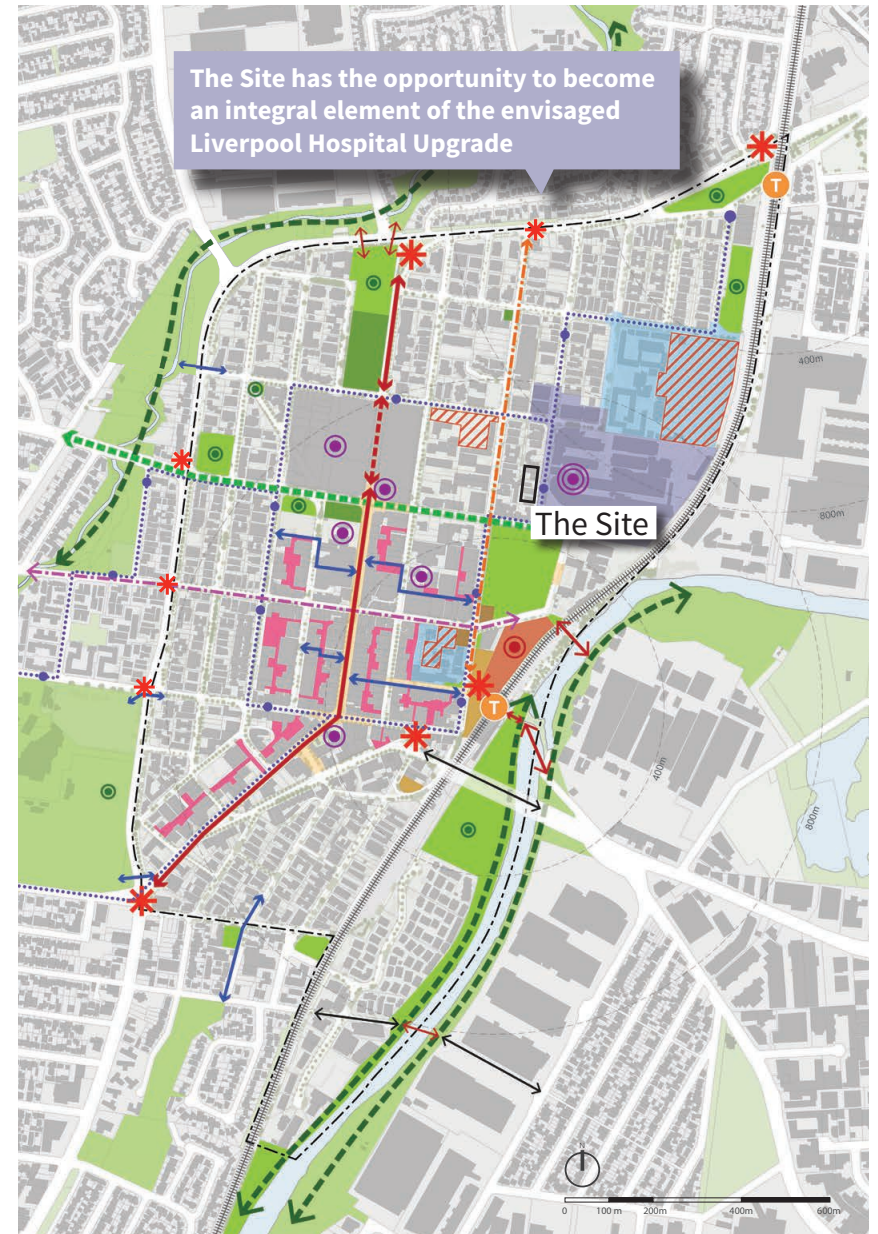 The Site has the opportunity to become
an integral element of the envisaged
Liverpool Hospital Upgrade
T
400m
800m
The Site
T
400m
800m
N
0 100 m 200m 400m 600m